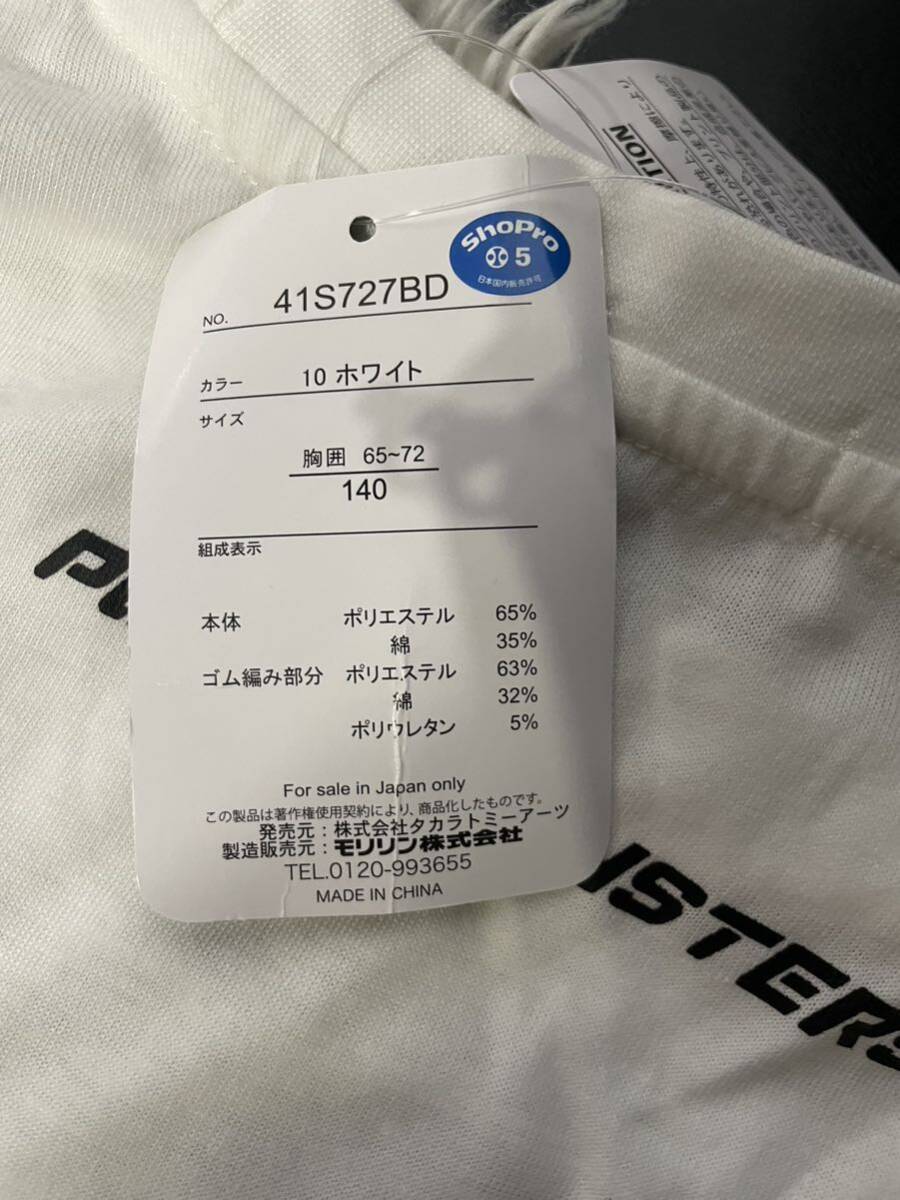 ShoPro
5
日本国内販売許可
NO. 41S727BD
カラー 10 ホワイト
サイズ
胸囲 65~72
140
組成表示
本体 ポリエステル 65%
綿 35%
ゴム編み部分 ポリエステル 63%
綿 32%
ポリウレタン 5%
For sale in Japan only
この製品は著作権使用契約により、商品化したものです。
発売元：株式会社タカラトミーアーツ
製造販売元：モリリン株式会社
TEL.0120-993655
MADE IN CHINA